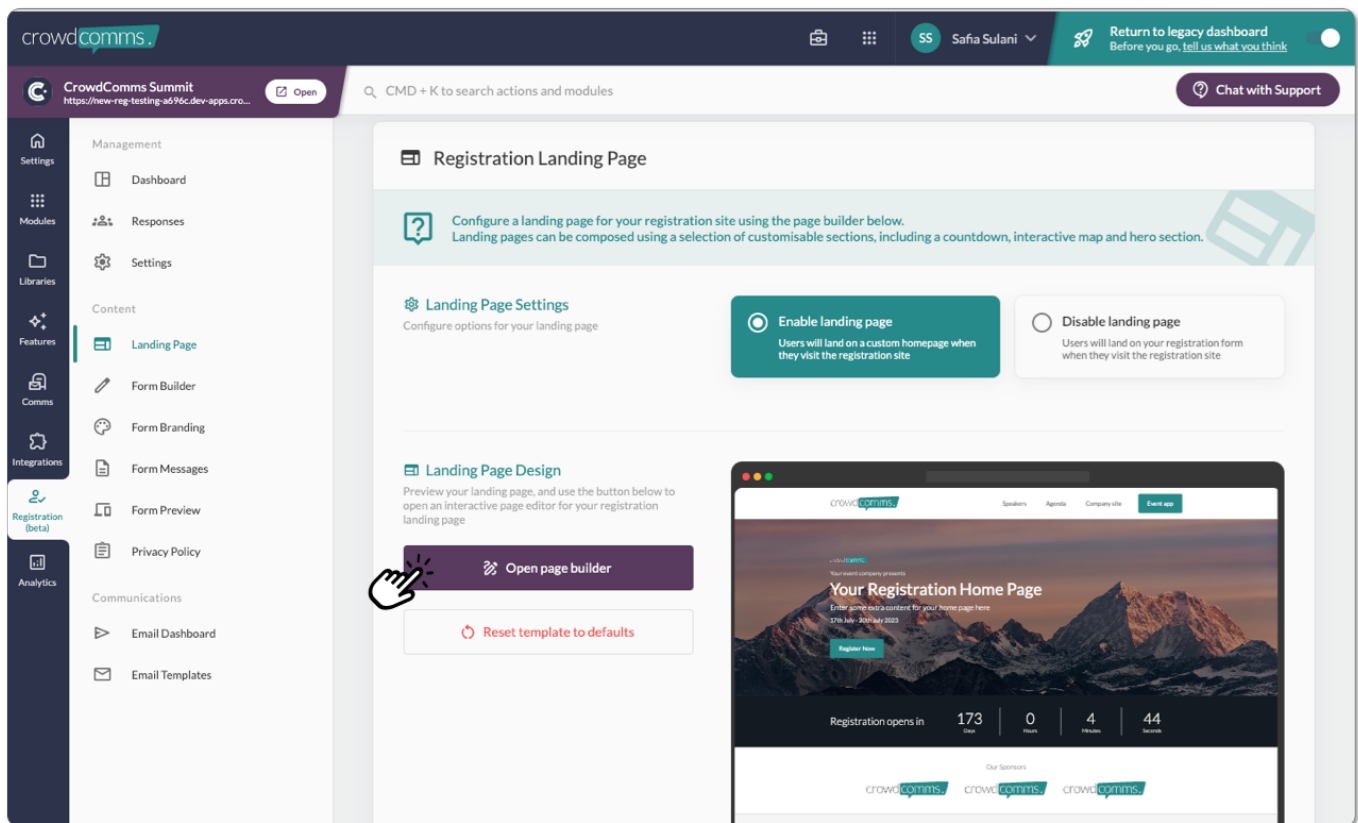 crowdcomms.
SS
Safia Sulani
Return to legacy dashboard
Before you go, tell us what you think
CrowdComms Summit
https://new-reg-testing-a696c.dev-apps.cro...
Open
CMD + K to search actions and modules
Chat with Support
Settings
Modules
Libraries
Features
Comms
Integrations
Registration
(beta)
Analytics
Management
Dashboard
Responses
Settings
Content
Landing Page
Form Builder
Form Branding
Form Messages
Form Preview
Privacy Policy
Communications
Email Dashboard
Email Templates
Registration Landing Page
Configure a landing page for your registration site using the page builder below.
Landing pages can be composed using a selection of customisable sections, including a countdown, interactive map and hero section.
Landing Page Settings
Configure options for your landing page
Enable landing page
Users will land on a custom homepage when
they visit the registration site
Disable landing page
Users will land on your registration form
when they visit the registration site
Landing Page Design
Preview your landing page, and use the button below to
open an interactive page editor for your registration
landing page
Open page builder
Reset template to defaults
crowdcomms.
Speakers
Agenda
Company site
Event app
crowdcomms.
Your event company presents
Your Registration Home Page
Enter some extra content for your home page here
17th July - 20th July 2023
Register Now
Registration opens in
173
Days
0
Hours
4
Minutes
44
Seconds
Our Sponsors
crowdcomms.
crowdcomms.
crowdcomms.